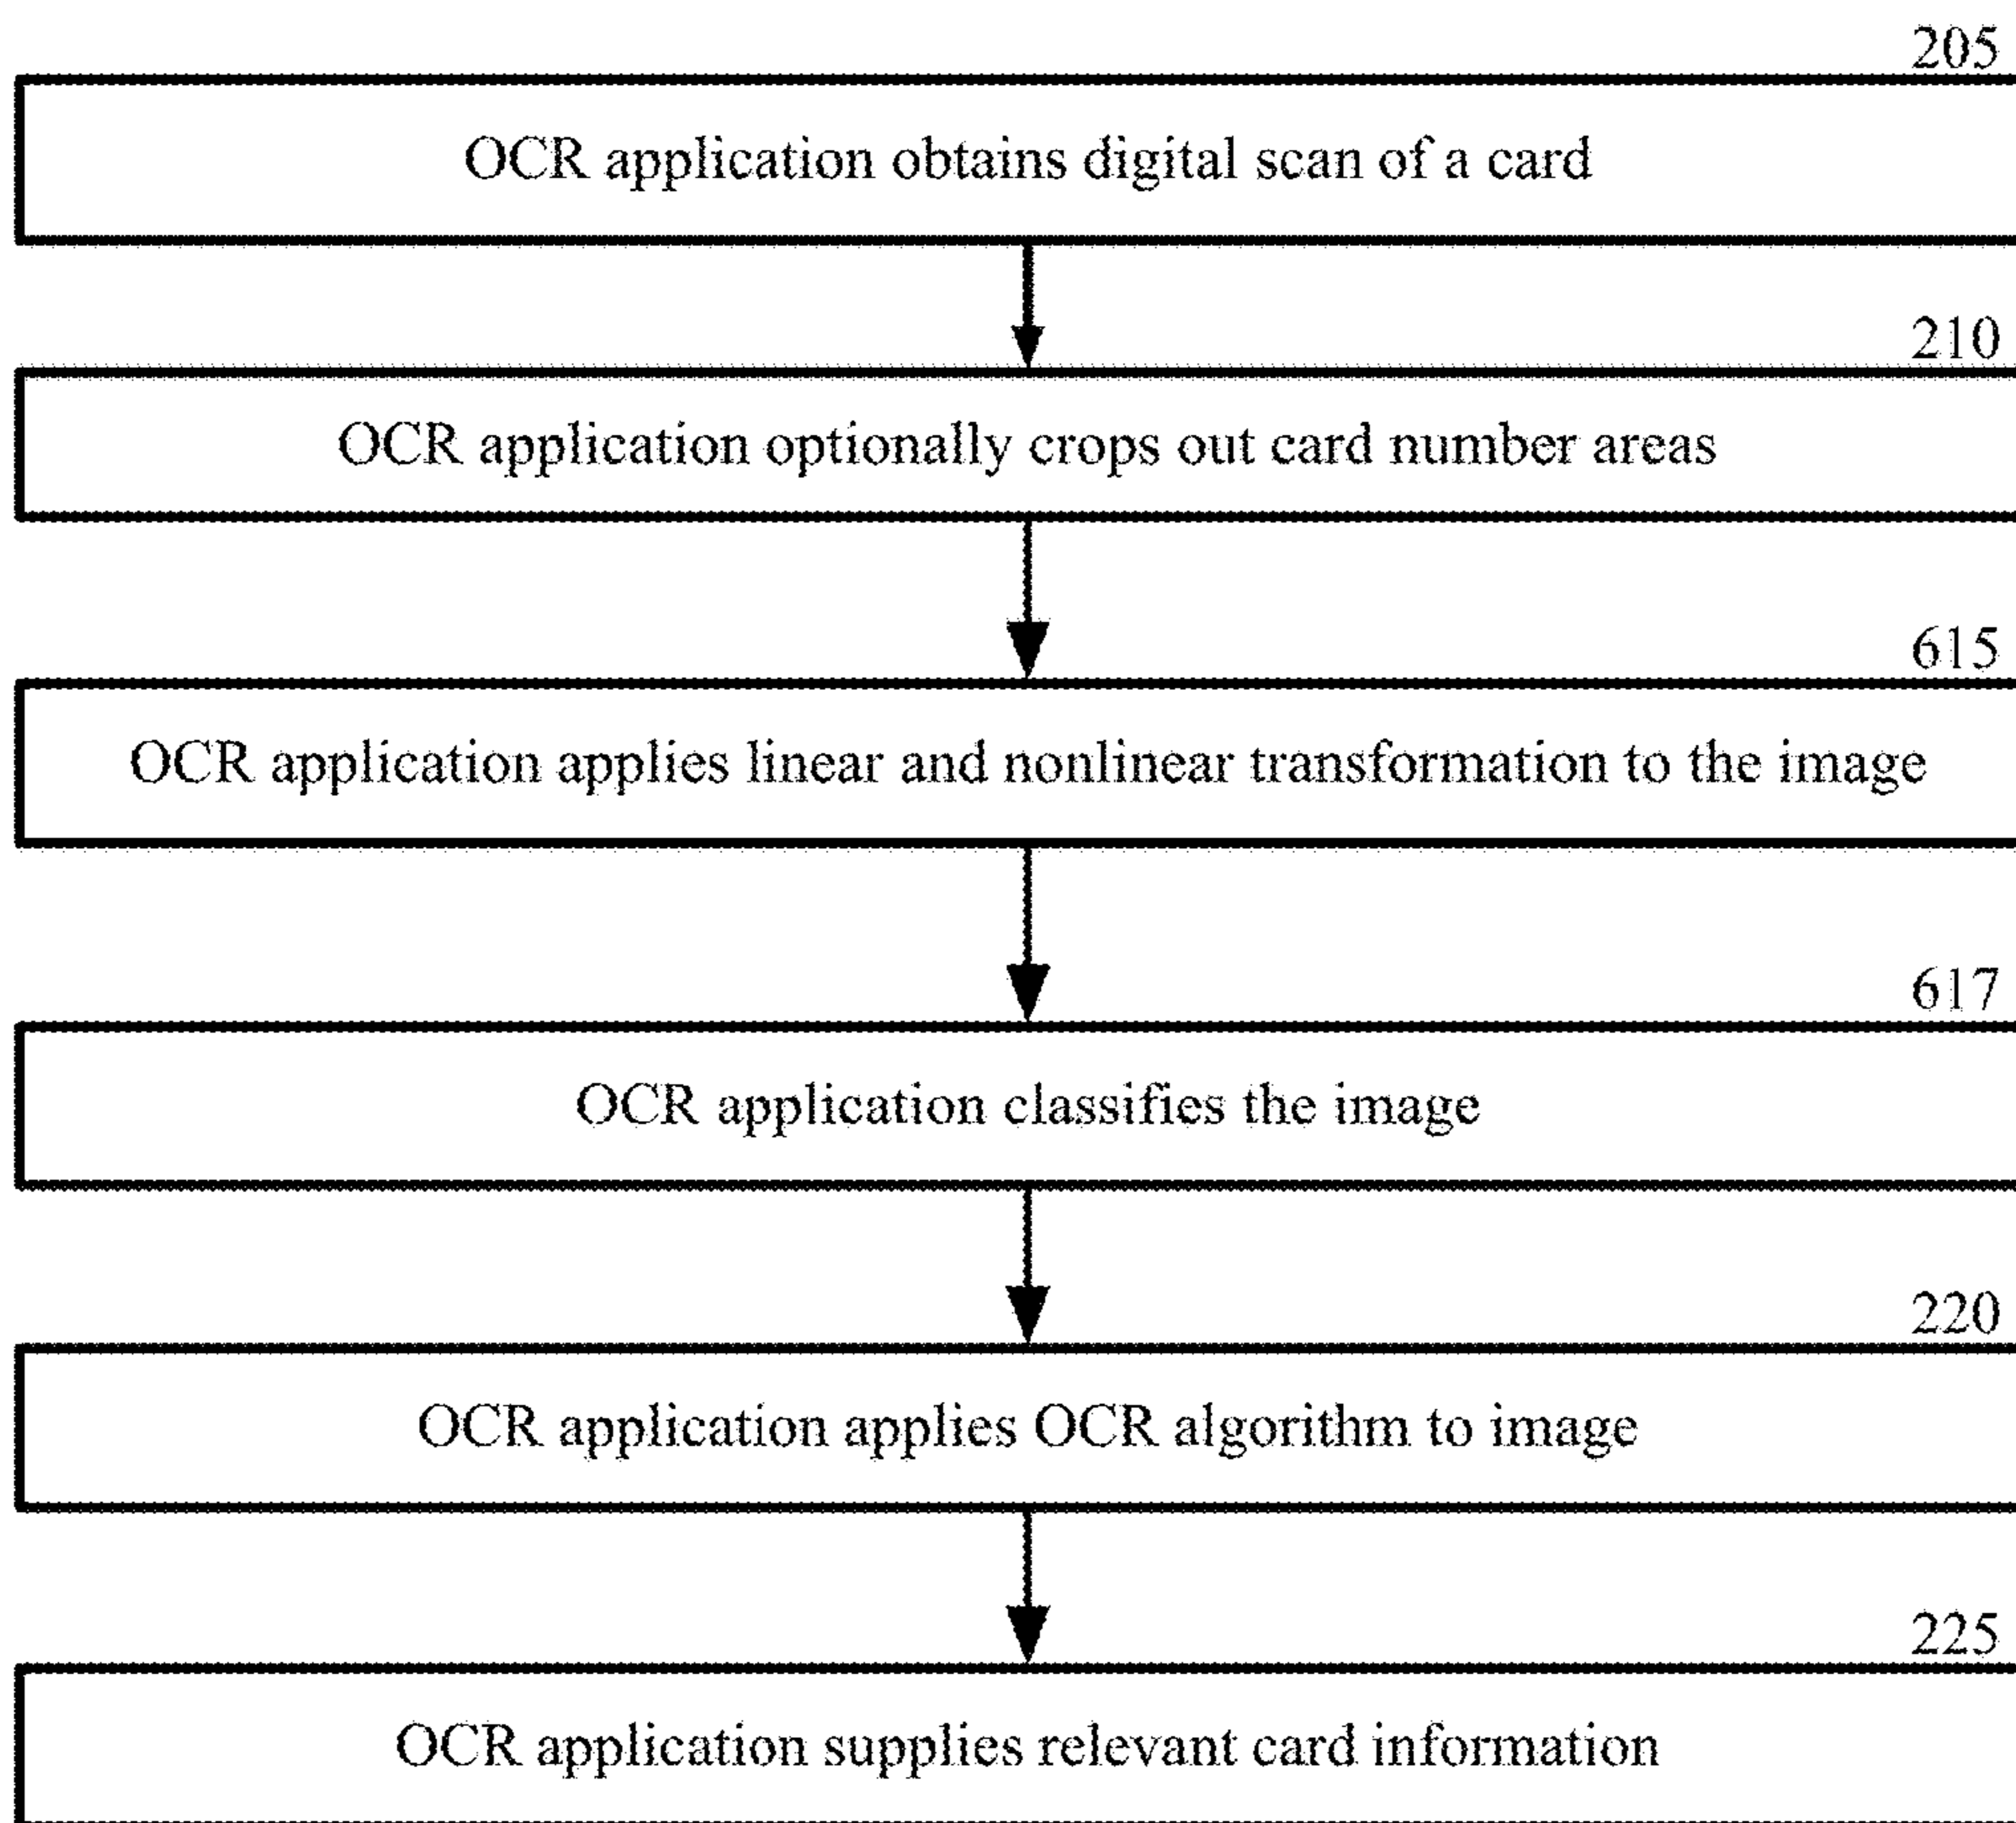 205
OCR application obtains digital scan of a card
210
OCR application optionally crops out card number areas
615
OCR application applies linear and nonlinear transformation to the image
617
OCR application classifies the image
220
OCR application applies OCR algorithm to image
225
OCR application supplies relevant card information